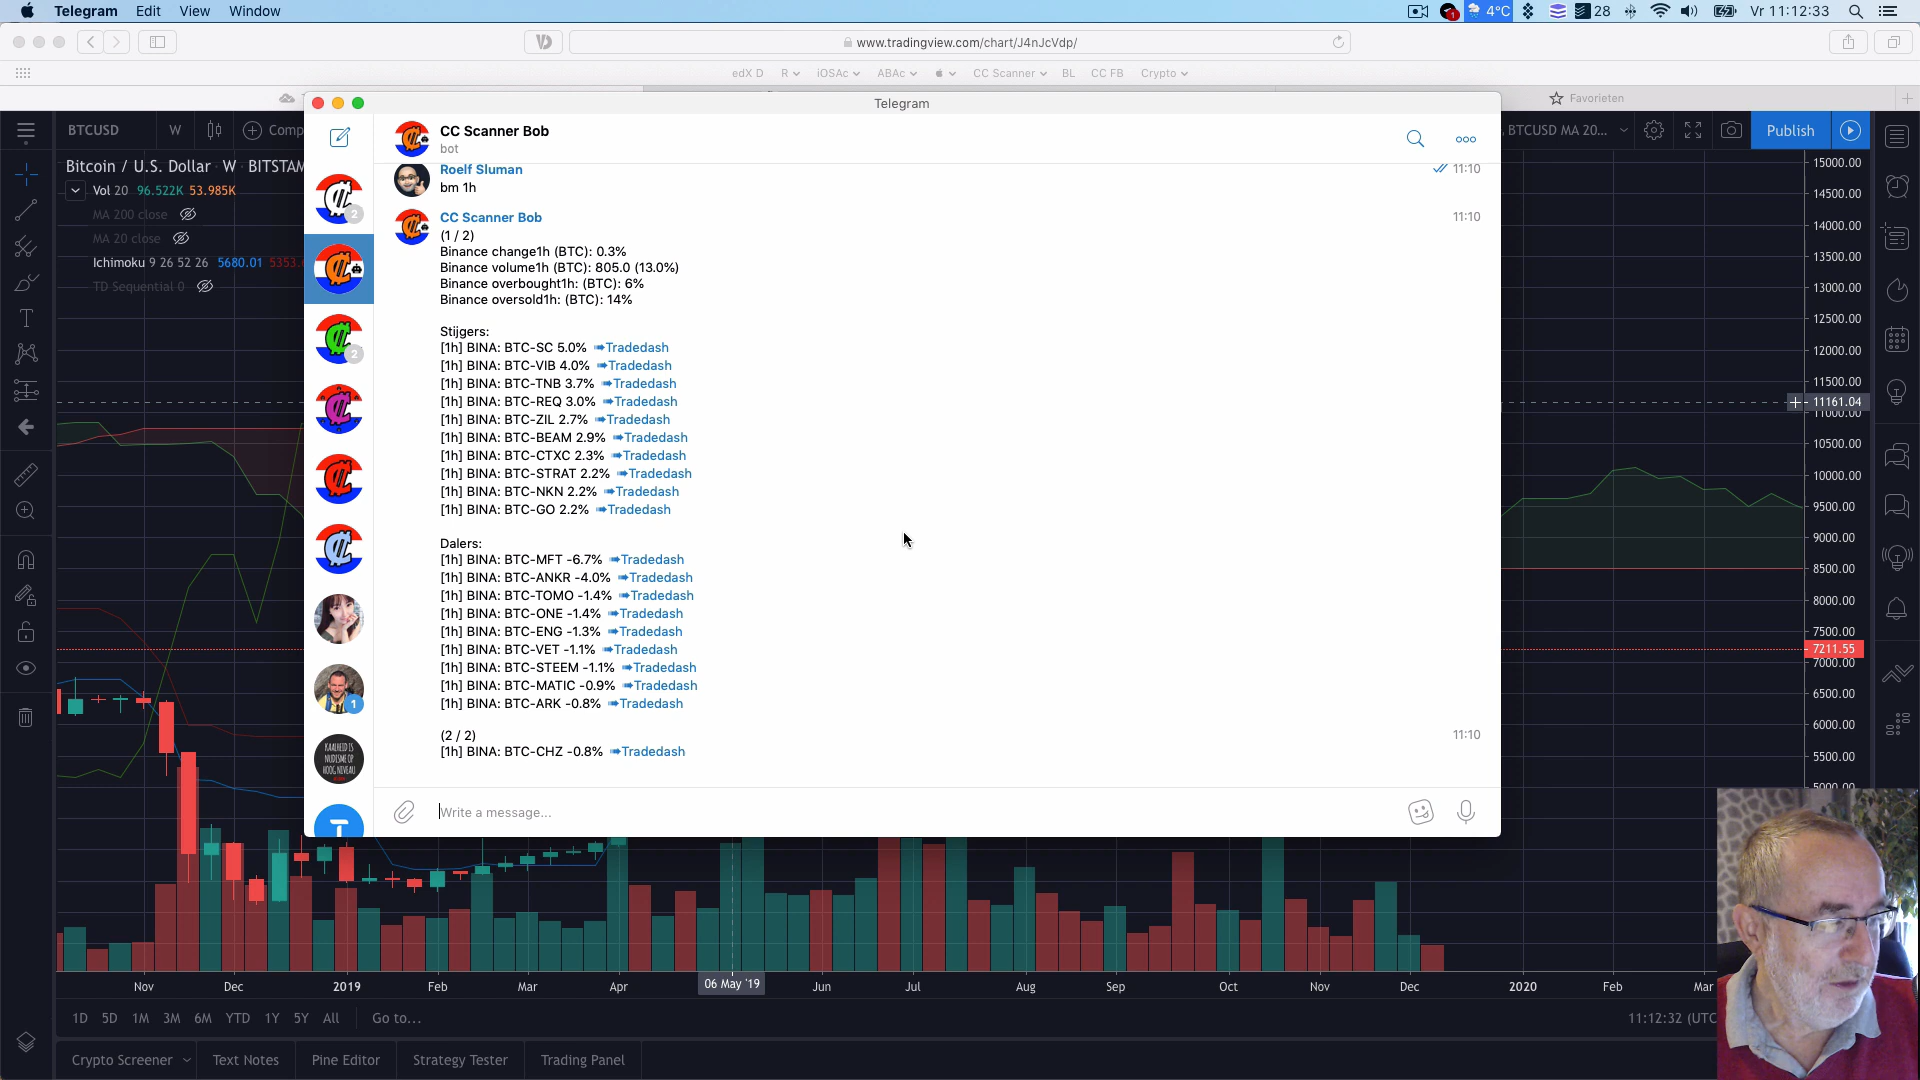 Telegram Edit View Window
1 4°C 28 Vr 11:12:33
www.tradingview.com/chart/J4nJcVdp/
edX D R iOSAc ABAc CC Scanner BL CC FB Crypto
Favorieten
Telegram
BTCUSD W Comp
BTCUSD MA 20... Publish
Bitcoin / U.S. Dollar · W · BITSTAM
Vol 20 96.522K 53.985K
MA 200 close
MA 20 close
Ichimoku 9 26 52 26 5680.01 5353.
TD Sequential 0
CC Scanner Bob
bot
Roelf Sluman 11:10
bm 1h
CC Scanner Bob 11:10
(1 / 2)
Binance change1h (BTC): 0.3%
Binance volume1h (BTC): 805.0 (13.0%)
Binance overbought1h: (BTC): 6%
Binance oversold1h: (BTC): 14%
Stijgers:
[1h] BINA: BTC-SC 5.0% ➠Tradedash
[1h] BINA: BTC-VIB 4.0% ➠Tradedash
[1h] BINA: BTC-TNB 3.7% ➠Tradedash
[1h] BINA: BTC-REQ 3.0% ➠Tradedash
[1h] BINA: BTC-ZIL 2.7% ➠Tradedash
[1h] BINA: BTC-BEAM 2.9% ➠Tradedash
[1h] BINA: BTC-CTXC 2.3% ➠Tradedash
[1h] BINA: BTC-STRAT 2.2% ➠Tradedash
[1h] BINA: BTC-NKN 2.2% ➠Tradedash
[1h] BINA: BTC-GO 2.2% ➠Tradedash
Dalers:
[1h] BINA: BTC-MFT -6.7% ➠Tradedash
[1h] BINA: BTC-ANKR -4.0% ➠Tradedash
[1h] BINA: BTC-TOMO -1.4% ➠Tradedash
[1h] BINA: BTC-ONE -1.4% ➠Tradedash
[1h] BINA: BTC-ENG -1.3% ➠Tradedash
[1h] BINA: BTC-VET -1.1% ➠Tradedash
[1h] BINA: BTC-STEEM -1.1% ➠Tradedash
[1h] BINA: BTC-MATIC -0.9% ➠Tradedash
[1h] BINA: BTC-ARK -0.8% ➠Tradedash
(2 / 2) 11:10
[1h] BINA: BTC-CHZ -0.8% ➠Tradedash
Write a message...
2
2
1
KAALHEID IS
NUDISME OP
HOOG NIVEAU
T
15000.00
14500.00
14000.00
13500.00
13000.00
12500.00
12000.00
11500.00
11161.04
11000.00
10500.00
10000.00
9500.00
9000.00
8500.00
8000.00
7500.00
7211.55
7000.00
6500.00
6000.00
5500.00
5000.00
Nov Dec 2019 Feb Mar Apr 06 May '19 Jun Jul Aug Sep Oct Nov Dec 2020 Feb Mar
1D 5D 1M 3M 6M YTD 1Y 5Y All Go to... 11:12:32 (UTC
Crypto Screener Text Notes Pine Editor Strategy Tester Trading Panel